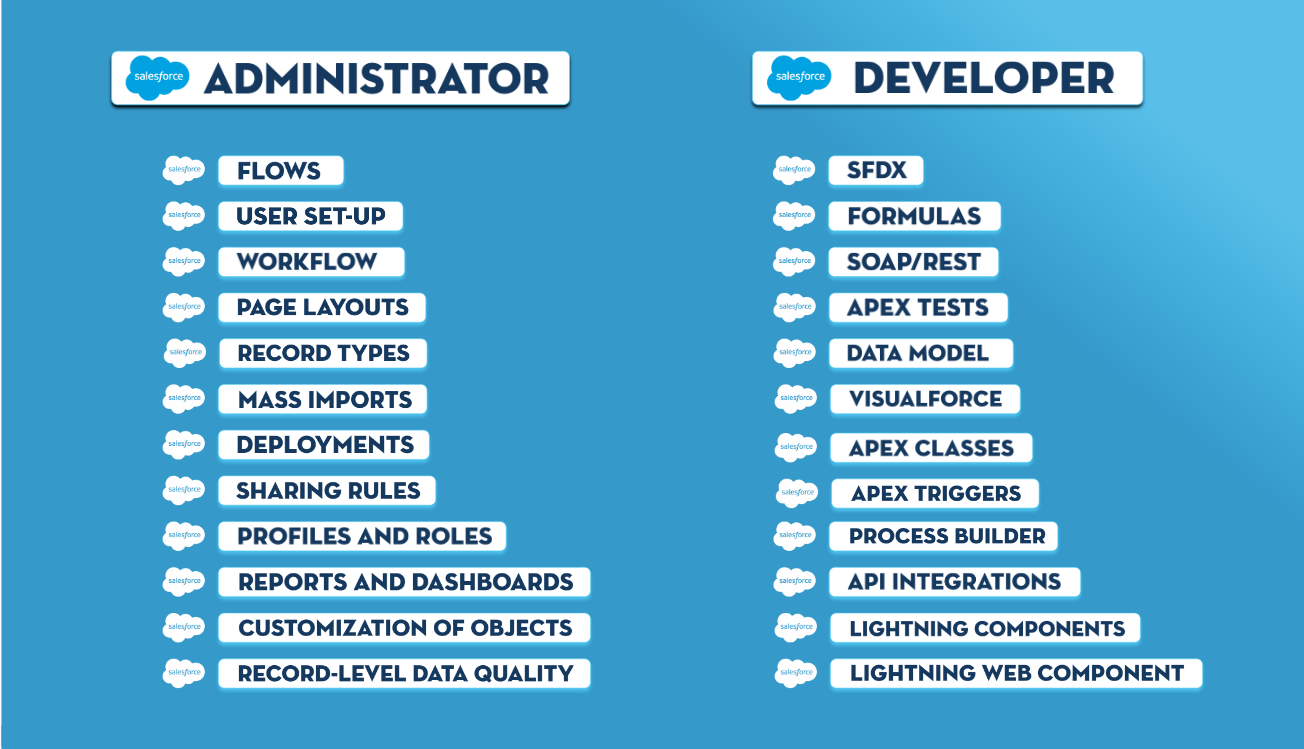 salesforce ADMINISTRATOR
salesforce FLOWS
salesforce USER SET-UP
salesforce WORKFLOW
salesforce PAGE LAYOUTS
salesforce RECORD TYPES
salesforce MASS IMPORTS
salesforce DEPLOYMENTS
salesforce SHARING RULES
salesforce PROFILES AND ROLES
salesforce REPORTS AND DASHBOARDS
salesforce CUSTOMIZATION OF OBJECTS
salesforce RECORD-LEVEL DATA QUALITY
salesforce DEVELOPER
salesforce SFDX
salesforce FORMULAS
salesforce SOAP/REST
salesforce APEX TESTS
salesforce DATA MODEL
salesforce VISUALFORCE
salesforce APEX CLASSES
salesforce APEX TRIGGERS
salesforce PROCESS BUILDER
salesforce API INTEGRATIONS
salesforce LIGHTNING COMPONENTS
salesforce LIGHTNING WEB COMPONENT